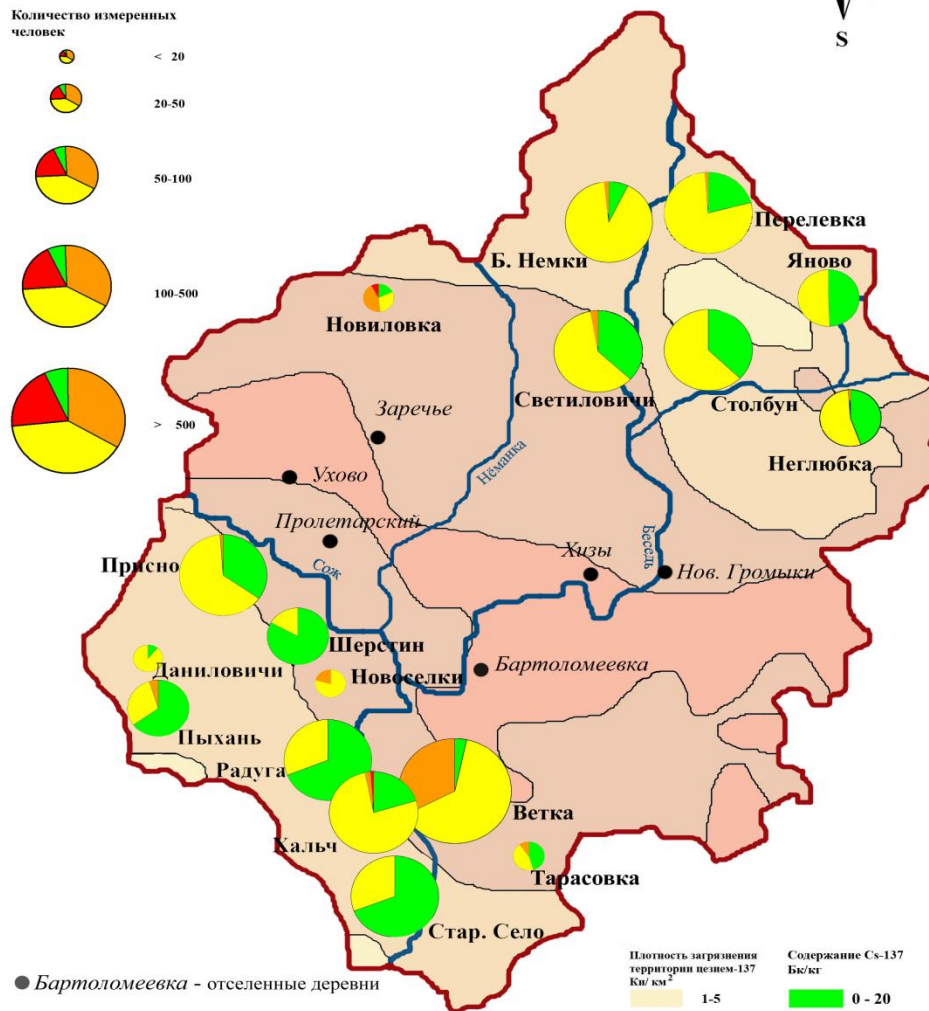 Количество измеренных
человек
< 20
20-50
50-100
100-500
> 500
S
Перелевка
Б. Немки
Яново
Новиловка
Светиловичи
Столбун
Заречье
Неглюбка
Нёманка
Ухово
Пролетарский
Хизы
Беседь
Нов. Громыки
Присно
Сож
Шерстин
Бартоломеевка
Даниловичи
Новоселки
Пыхань
Радуга
Ветка
Хальч
Тарасовка
Стар. Село
Бартоломеевка - отселенные деревни
Плотность загрязнения
территории цезием-137
Ки/ км²
1-5
Содержание Cs-137
Бк/кг
0 - 20